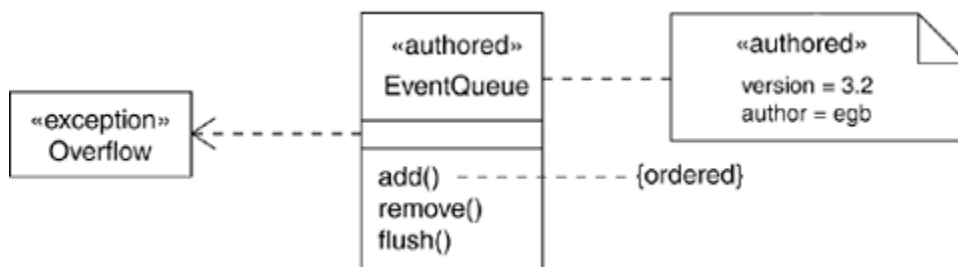 «exception»
Overflow
«authored»
EventQueue
add()
remove()
flush()
{ordered}
«authored»
version = 3.2
author = egb